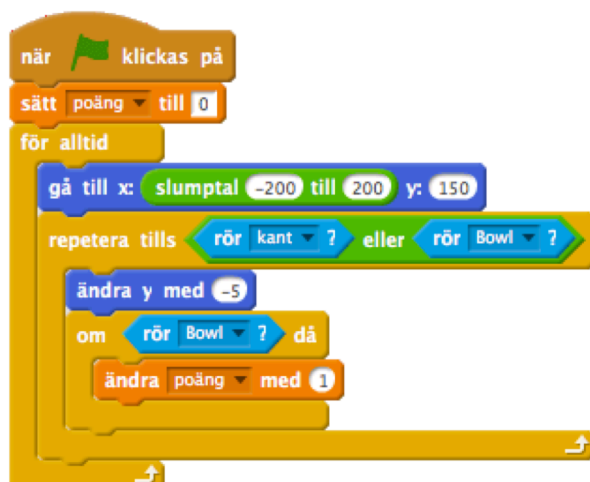 när klickas på
sätt poäng till 0
för alltid
gå till x: slumptal -200 till 200 y: 150
repetera tills rör kant ? eller rör Bowl ?
ändra y med -5
om rör Bowl ? då
ändra poäng med 1